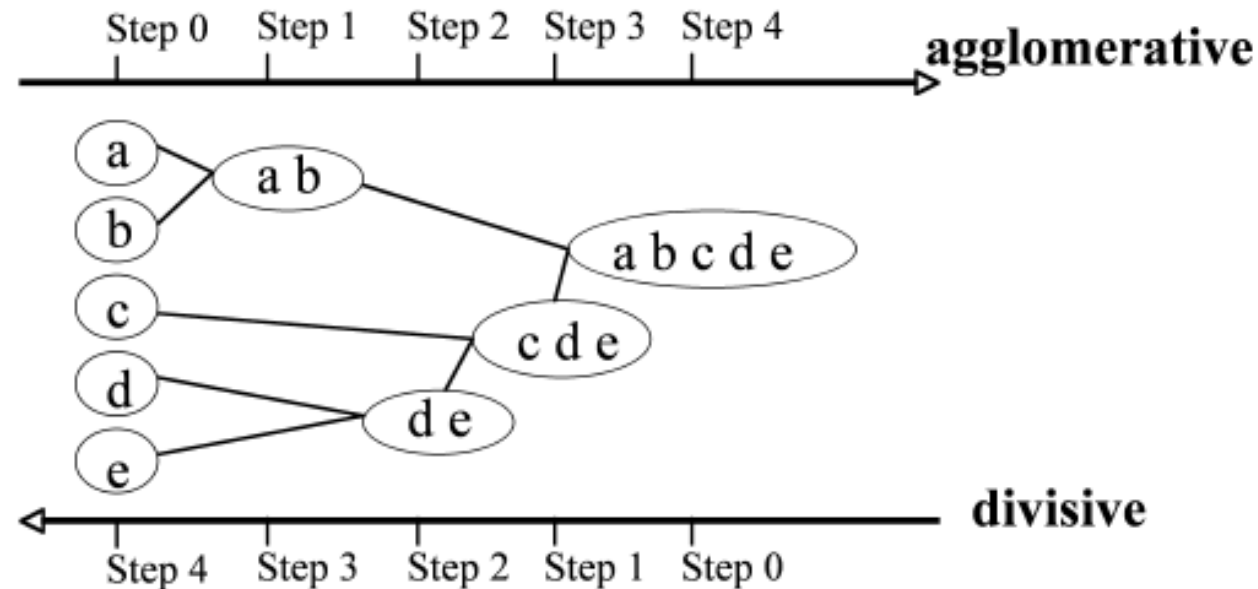 Step 0 Step 1 Step 2 Step 3 Step 4
agglomerative
a
a b
b
a b c d e
c
c d e
d
d e
e
divisive
Step 4 Step 3 Step 2 Step 1 Step 0